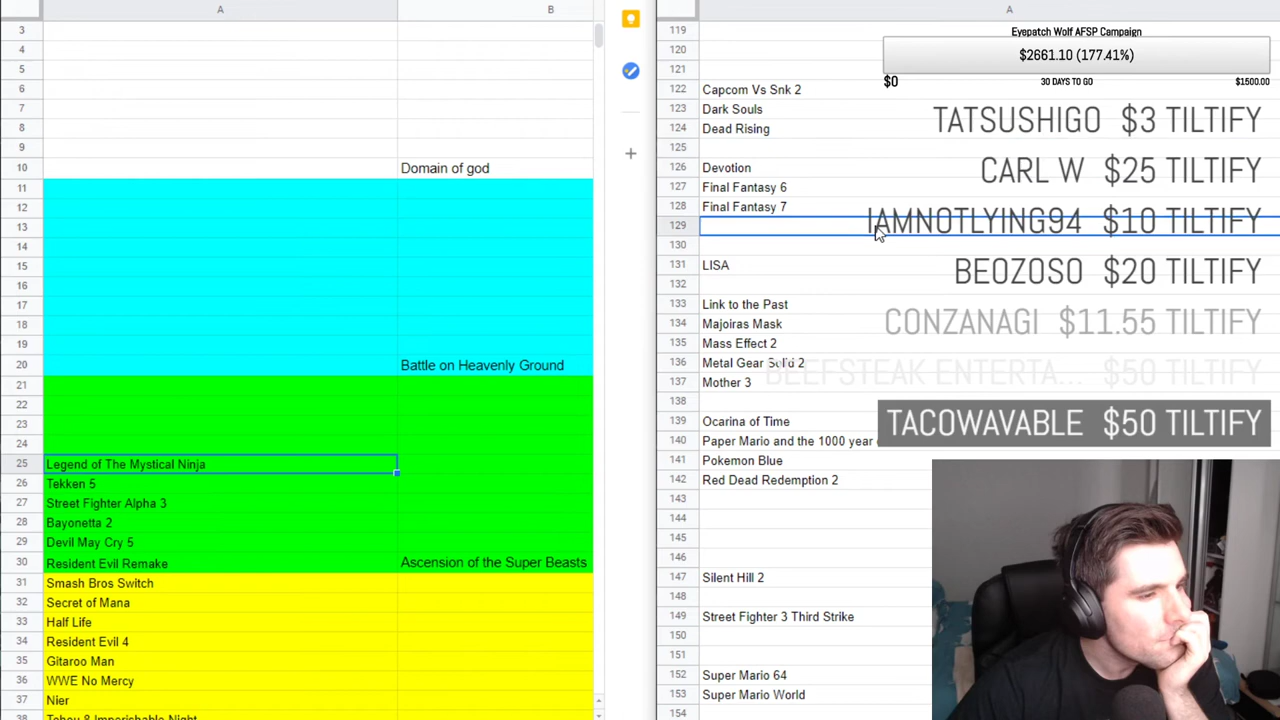 A
B
3
4
5
6
7
8
9
10 Domain of god
11
12
13
14
15
16
17
18
19
20 Battle on Heavenly Ground
21
22
23
24
25 Legend of The Mystical Ninja
26 Tekken 5
27 Street Fighter Alpha 3
28 Bayonetta 2
29 Devil May Cry 5
30 Resident Evil Remake Ascension of the Super Beasts
31 Smash Bros Switch
32 Secret of Mana
33 Half Life
34 Resident Evil 4
35 Gitaroo Man
36 WWE No Mercy
37 Nier
38 Tohou 8 Imperishable Night
A
119
120
121
122 Capcom Vs Snk 2
123 Dark Souls
124 Dead Rising
125
126 Devotion
127 Final Fantasy 6
128 Final Fantasy 7
129
130
131 LISA
132
133 Link to the Past
134 Majoiras Mask
135 Mass Effect 2
136 Metal Gear Solid 2
137 Mother 3
138
139 Ocarina of Time
140 Paper Mario and the 1000 year
141 Pokemon Blue
142 Red Dead Redemption 2
143
144
145
146
147 Silent Hill 2
148
149 Street Fighter 3 Third Strike
150
151
152 Super Mario 64
153 Super Mario World
154
Eyepatch Wolf AFSP Campaign
$2661.10 (177.41%)
$0 30 DAYS TO GO $1500.00
TATSUSHIGO $3 TILTIFY
CARL W $25 TILTIFY
IAMNOTLYING94 $10 TILTIFY
BEOZOSO $20 TILTIFY
CONZANAGI $11.55 TILTIFY
BEEFSTEAK ENTERTA... $50 TILTIFY
TACOWAVABLE $50 TILTIFY